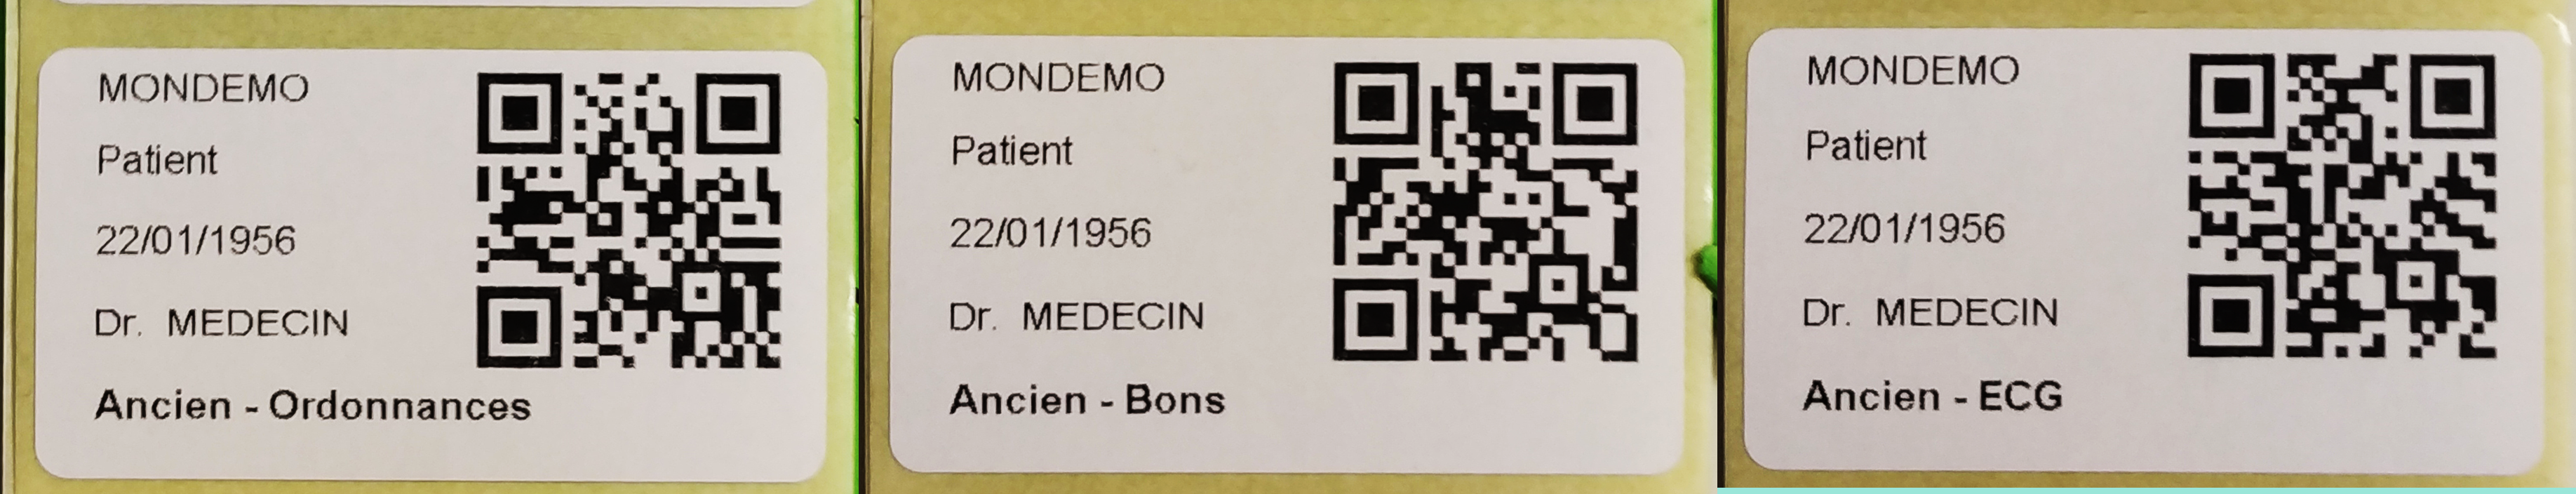 MONDEMO
Patient
22/01/1956
Dr. MEDECIN
Ancien - Ordonnances
MONDEMO
Patient
22/01/1956
Dr. MEDECIN
Ancien - Bons
MONDEMO
Patient
22/01/1956
Dr. MEDECIN
Ancien - ECG